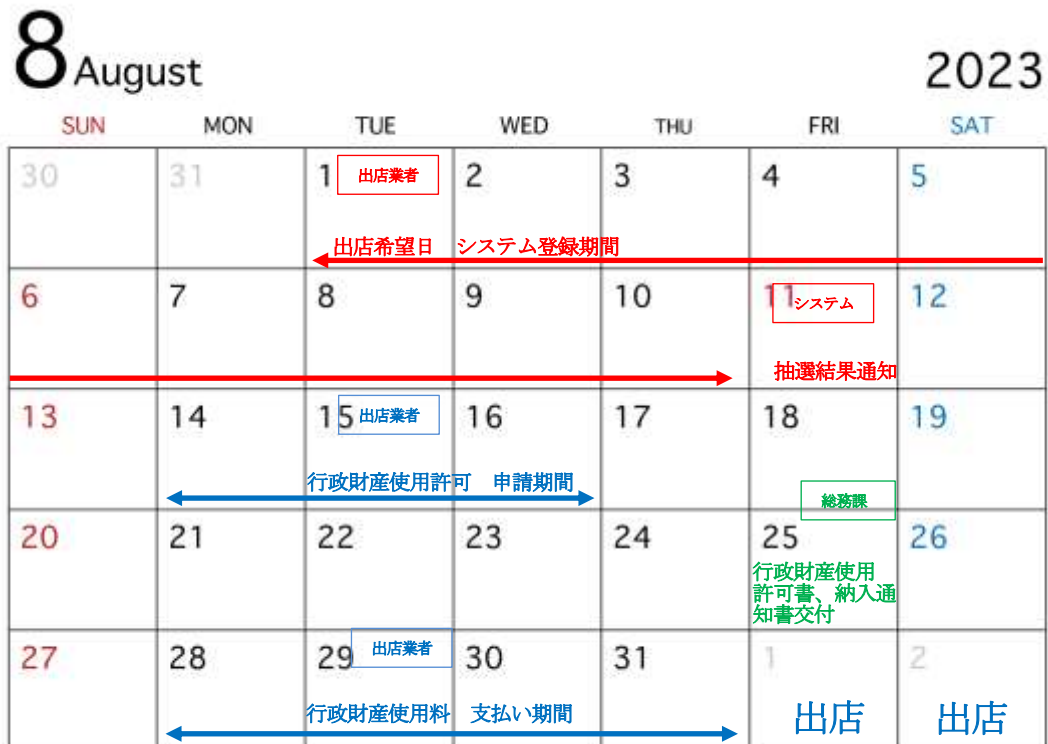 8 August 2023
SUN MON TUE WED THU FRI SAT
30 31 1 出店業者 2 3 4 5
出店希望日 システム登録期間
6 7 8 9 10 11 システム 12
抽選結果通知
13 14 15 出店業者 16 17 18 19
行政財産使用許可 申請期間
総務課
20 21 22 23 24 25 26
行政財産使用
許可書、納入通
知書交付
27 28 29 出店業者 30 31 1 2
行政財産使用料 支払い期間 出店 出店